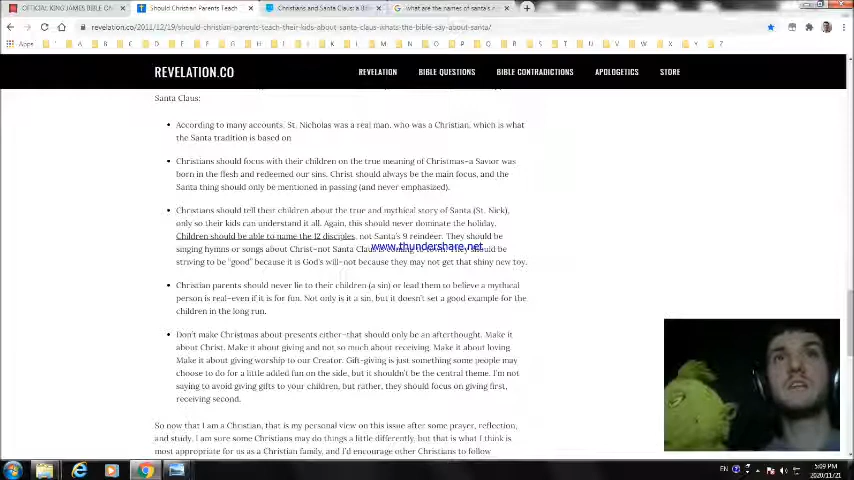 OFFICIAL KING JAMES BIBLE ON
Should Christian Parents Teach
Christians and Santa Claus: a Bi
what are the names of santa's r
revelation.co/2011/12/19/should-christian-parents-teach-their-kids-about-santa-claus-whats-the-bible-say-about-santa/
Apps A B C D E F G H I J K L M N O P Q R S T U V W X Y Z
REVELATION.CO REVELATION BIBLE QUESTIONS BIBLE CONTRADICTIONS APOLOGETICS STORE
Santa Claus:
• According to many accounts, St. Nicholas was a real man, who was a Christian, which is what
the Santa tradition is based on
• Christians should focus with their children on the true meaning of Christmas–a Savior was
born in the flesh and redeemed our sins. Christ should always be the main focus, and the
Santa thing should only be mentioned in passing (and never emphasized).
• Christians should tell their children about the true and mythical story of Santa (St. Nick),
only so their kids can understand it all. Again, this should never dominate the holiday.
Children should be able to name the 12 disciples, not Santa's 9 reindeer. They should be
singing hymns or songs about Christ–not Santa Claus is coming to town. They should be
www.thundershare.net
striving to be "good" because it is God's will–not because they may not get that shiny new toy.
• Christian parents should never lie to their children (a sin) or lead them to believe a mythical
person is real–even if it is for fun. Not only is it a sin, but it doesn't set a good example for the
children in the long run.
• Don't make Christmas about presents either–that should only be an afterthought. Make it
about Christ. Make it about giving and not so much about receiving. Make it about loving.
Make it about giving worship to our Creator. Gift-giving is just something some people may
choose to do for a little added fun on the side, but it shouldn't be the central theme. I'm not
saying to avoid giving gifts to your children, but rather, they should focus on giving first,
receiving second.
So now that I am a Christian, that is my personal view on this issue after some prayer, reflection,
and study. I am sure some Christians may do things a little differently, but that is what I think is
most appropriate for us as a Christian family, and I'd encourage other Christians to follow
EN
5:09 PM
2020/11/21